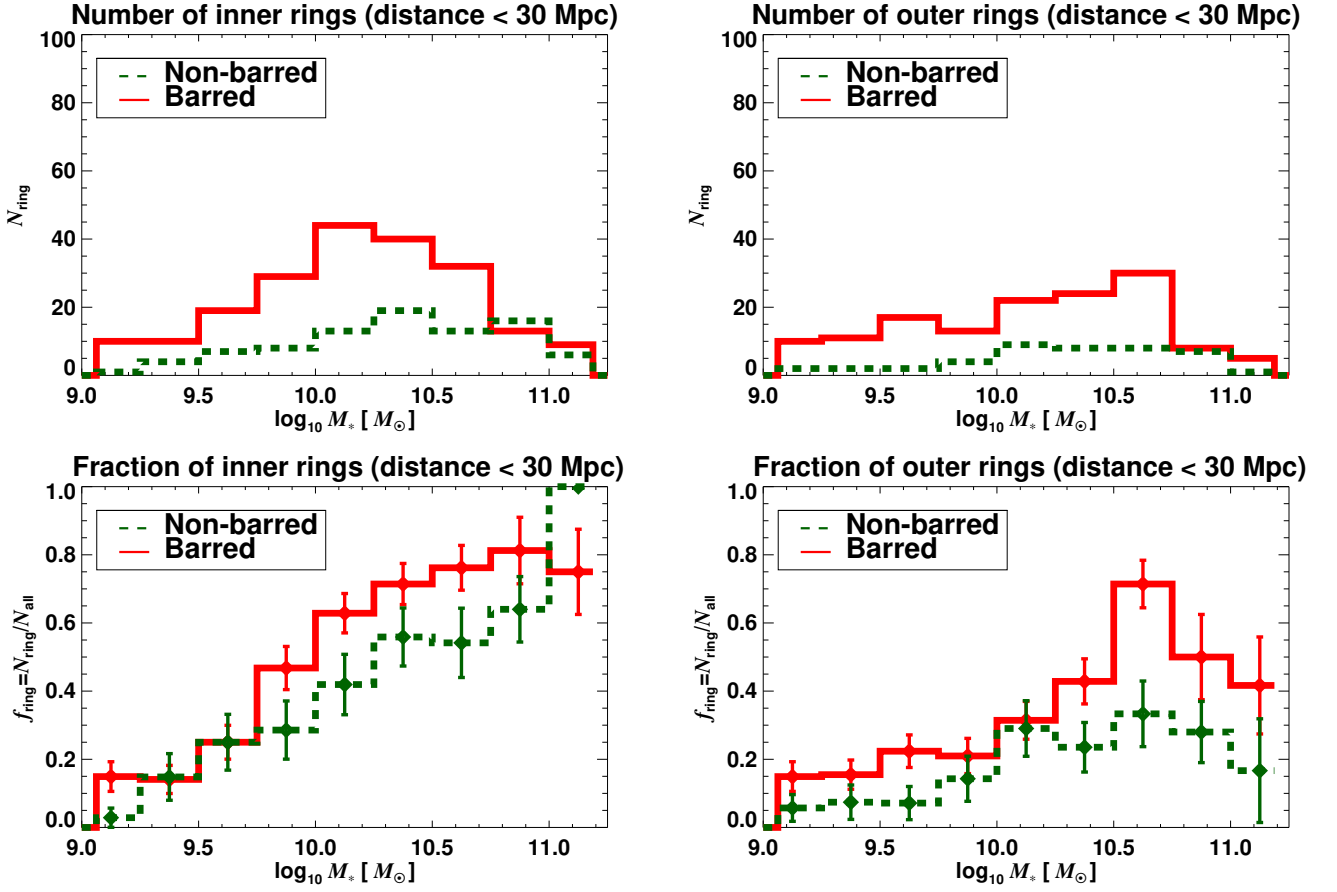 Number of inner rings (distance < 30 Mpc)
100
80
60
40
20
0
N_ring
Non-barred
Barred
9.0 9.5 10.0 10.5 11.0
log₁₀ M* [ M⊙]
Number of outer rings (distance < 30 Mpc)
100
80
60
40
20
0
N_ring
Non-barred
Barred
9.0 9.5 10.0 10.5 11.0
log₁₀ M* [ M⊙]
Fraction of inner rings (distance < 30 Mpc)
1.0
0.8
0.6
0.4
0.2
0.0
f_ring=N_ring/N_all
Non-barred
Barred
9.0 9.5 10.0 10.5 11.0
log₁₀ M* [ M⊙]
Fraction of outer rings (distance < 30 Mpc)
1.0
0.8
0.6
0.4
0.2
0.0
f_ring=N_ring/N_all
Non-barred
Barred
9.0 9.5 10.0 10.5 11.0
log₁₀ M* [ M⊙]